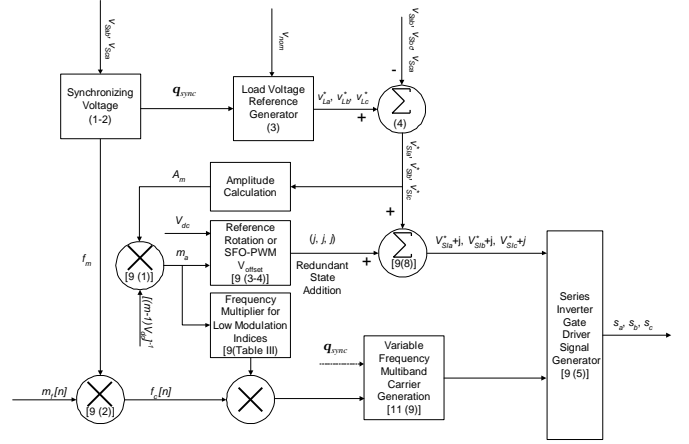 V_Sab, V_Sca
V_nom
V_Sab, V_Sbc, V_Sca
-
Synchronizing
Voltage
(1-2)
q_sync
Load Voltage
Reference
Generator
(3)
v*_La, v*_Lb, v*_Lc
+
Σ
(4)
V*_SIa, V*_SIb, V*_SIc
A_m
Amplitude
Calculation
+
V_dc
Reference
Rotation or
SFO-PWM
V_offset
[9 (3-4)]
(j, j, j)
+
Redundant
State
Addition
Σ
[9(8)]
V*_SIa+j, V*_SIb+j, V*_SIc+j
f_m
[9 (1)]
m_a
[(m-1)V_dc]^-1
Frequency
Multiplier for
Low Modulation
Indices
[9(Table III)]
q_sync
Variable
Frequency
Multiband
Carrier
Generation
[11 (9)]
Series
Inverter
Gate
Driver
Signal
Generator
[9 (5)]
s_a, s_b, s_c
m_f[n]
[9 (2)]
f_c[n]